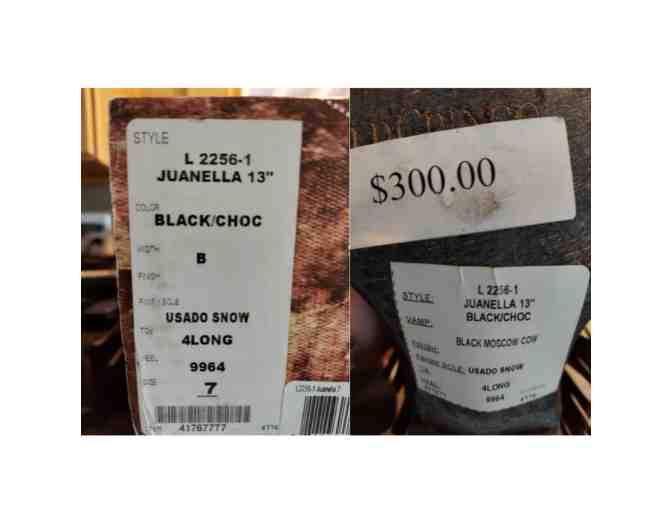 STYLE
L 2256-1
JUANELLA 13"
COLOR
BLACK/CHOC
WIDTH
B
FINISH
USADO SNOW
TOE
4LONG
HEEL
9964
SIZE
7
L2256-1 Juanella 7
41767777
4776
$300.00
L 2256-1
STYLE:
JUANELLA 13"
BLACK/CHOC
VAMP:
BLACK MOSCOW COW
USADO SNOW
4LONG
9964